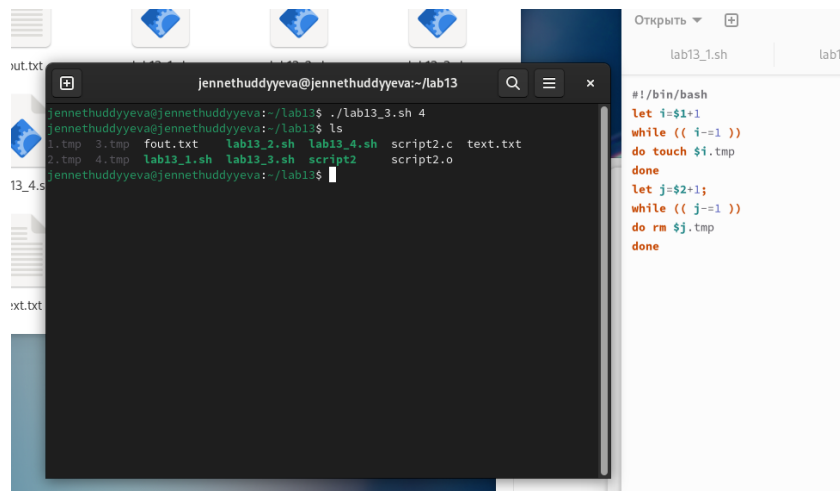 out.txt
jennethuddyyeva@jennethuddyyeva:~/lab13
jennethuddyyeva@jennethuddyyeva:~/lab13$ ./lab13_3.sh 4
jennethuddyyeva@jennethuddyyeva:~/lab13$ ls
1.tmp 3.tmp fout.txt lab13_2.sh lab13_4.sh script2.c text.txt
2.tmp 4.tmp lab13_1.sh lab13_3.sh script2 script2.o
jennethuddyyeva@jennethuddyyeva:~/lab13$
13_4.s
ext.txt
Открыть
lab13_1.sh lab1
#!/bin/bash
let i=$1+1
while (( i-=1 ))
do touch $i.tmp
done
let j=$2+1;
while (( j-=1 ))
do rm $j.tmp
done